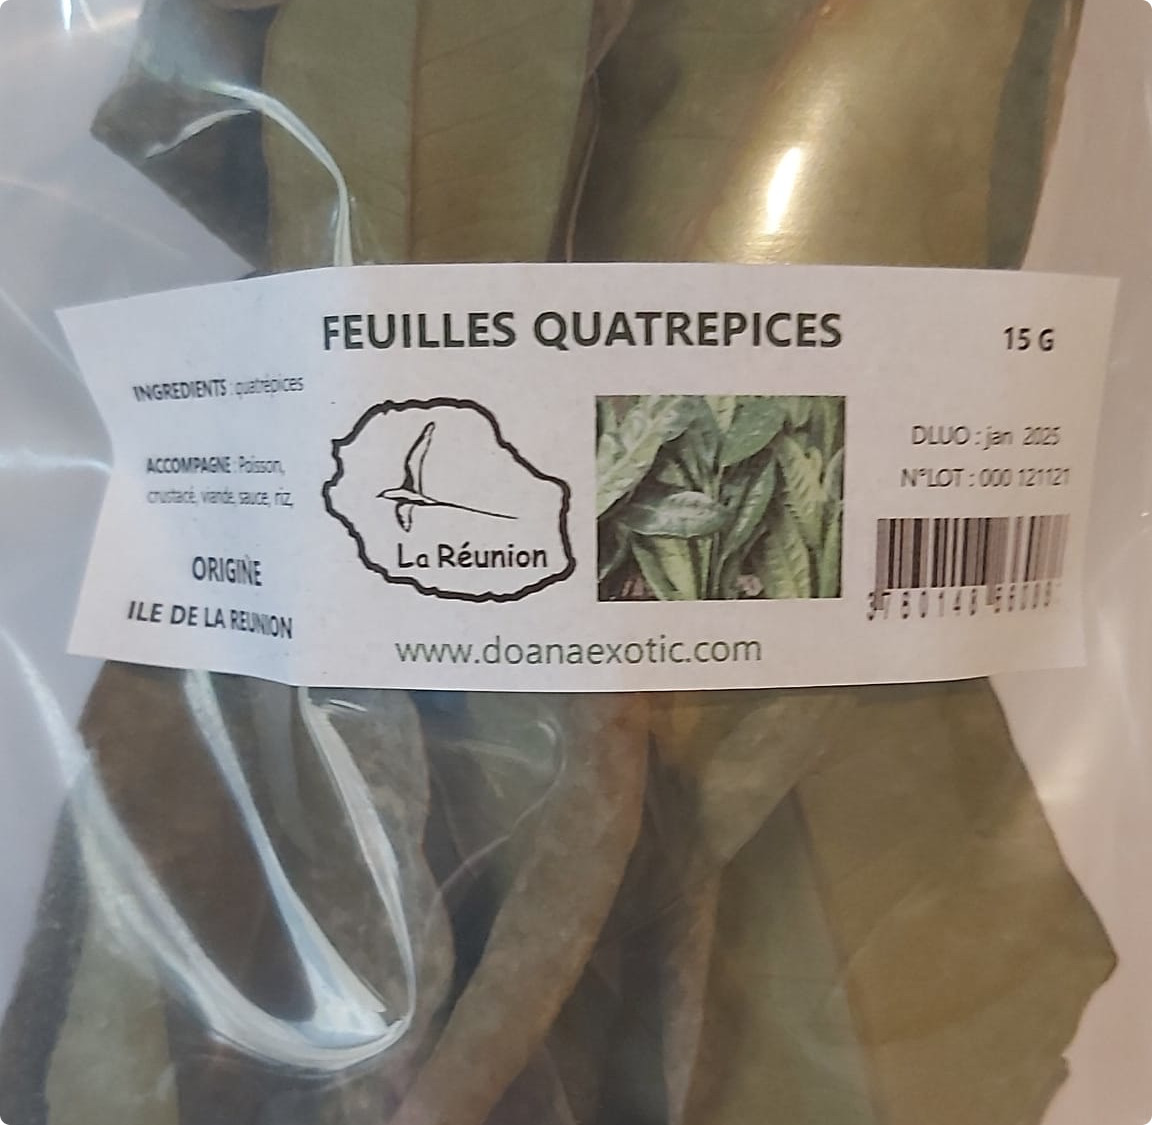 FEUILLES QUATREPICES
15 G
INGREDIENTS : quatrépices
ACCOMPAGNE : Poisson,
crustacé, viande, sauce, riz,
ORIGINE
ILE DE LA REUNION
La Réunion
DLUO : jan 2025
N°LOT : 000 121121
www.doanaexotic.com